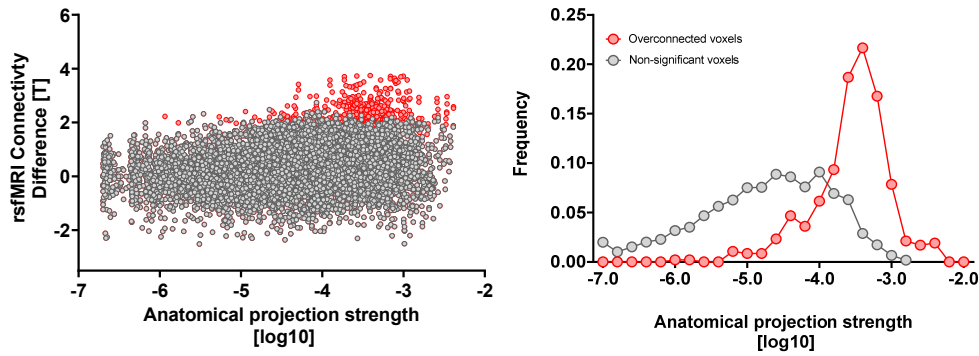 6
4
2
0
-2
-7 -6 -5 -4 -3 -2
rsfMRI Connectivty
Difference [T]
Anatomical projection strength
[log10]
0.25
0.20
0.15
0.10
0.05
0.00
-7.0 -6.0 -5.0 -4.0 -3.0 -2.0
Frequency
Overconnected voxels
Non-significant voxels
Anatomical projection strength
[log10]